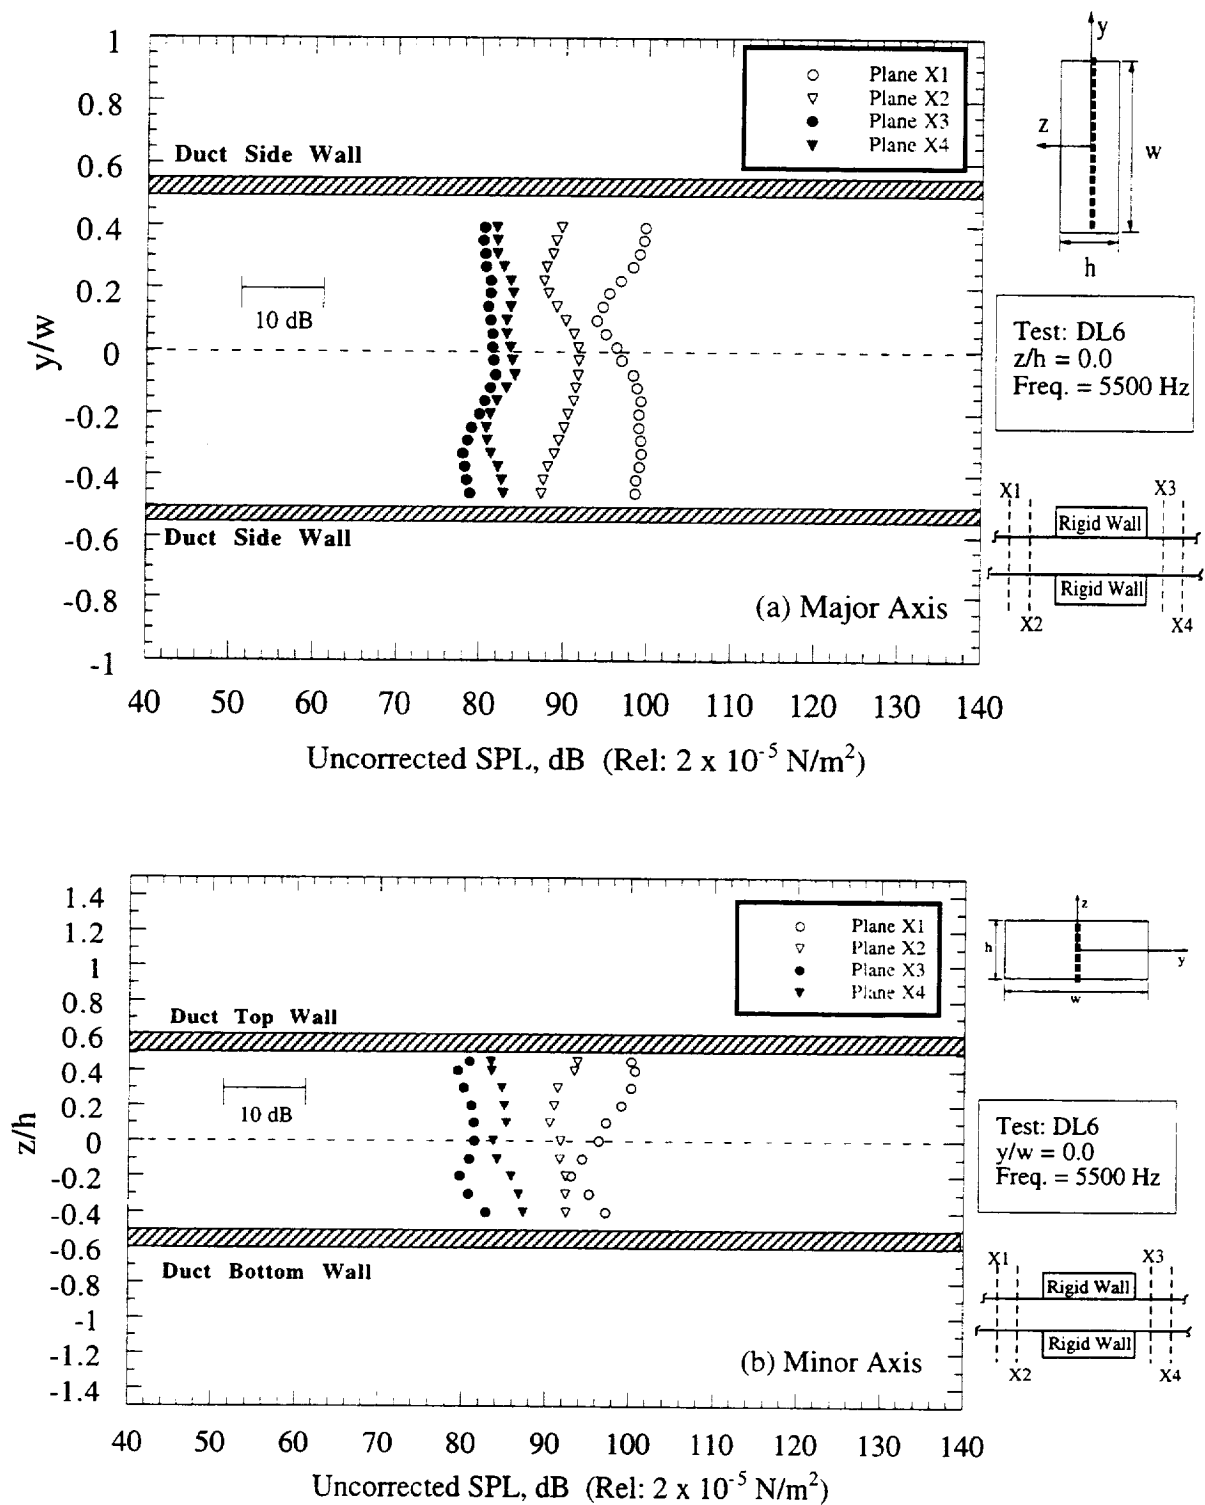 1
0.8
0.6
0.4
0.2
0
-0.2
-0.4
-0.6
-0.8
-1
y/w
Plane X1
Plane X2
Plane X3
Plane X4
Duct Side Wall
10 dB
Duct Side Wall
(a) Major Axis
40 50 60 70 80 90 100 110 120 130 140
Uncorrected SPL, dB (Rel: 2 x 10⁻⁵ N/m²)
y
z
w
h
Test: DL6
z/h = 0.0
Freq. = 5500 Hz
X1 X3
Rigid Wall
Rigid Wall
X2 X4
1.4
1.2
1
0.8
0.6
0.4
0.2
0
-0.2
-0.4
-0.6
-0.8
-1
-1.2
-1.4
z/h
Plane X1
Plane X2
Plane X3
Plane X4
Duct Top Wall
10 dB
Duct Bottom Wall
(b) Minor Axis
40 50 60 70 80 90 100 110 120 130 140
Uncorrected SPL, dB (Rel: 2 x 10⁻⁵ N/m²)
z
h
y
w
Test: DL6
y/w = 0.0
Freq. = 5500 Hz
X1 X3
Rigid Wall
Rigid Wall
X2 X4